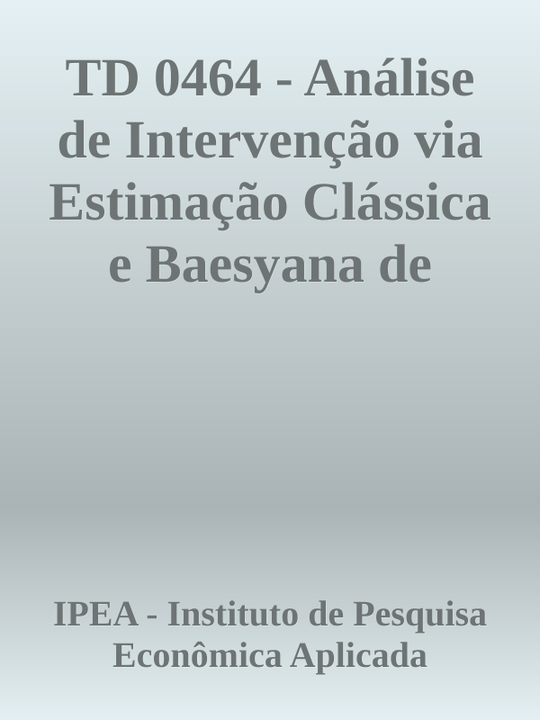 TD 0464 - Análise
de Intervenção via
Estimação Clássica
e Baesyana de
IPEA - Instituto de Pesquisa
Econômica Aplicada